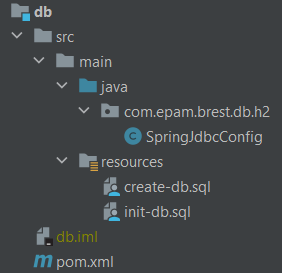 db
src
main
java
com.epam.brest.db.h2
SpringJdbcConfig
resources
create-db.sql
init-db.sql
db.iml
pom.xml